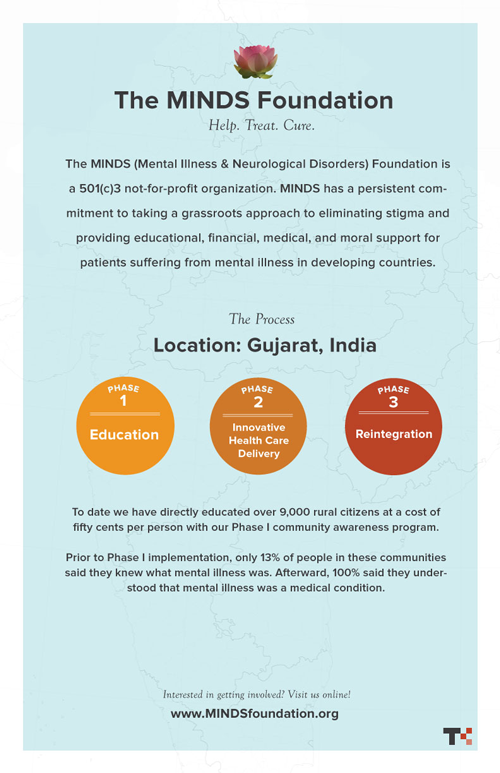 The MINDS Foundation
Help. Treat. Cure.
The MINDS (Mental Illness & Neurological Disorders) Foundation is
a 501(c)3 not-for-profit organization. MINDS has a persistent com-
mitment to taking a grassroots approach to eliminating stigma and
providing educational, financial, medical, and moral support for
patients suffering from mental illness in developing countries.
The Process
Location: Gujarat, India
PHASE
1
Education
PHASE
2
Innovative
Health Care
Delivery
PHASE
3
Reintegration
To date we have directly educated over 9,000 rural citizens at a cost of
fifty cents per person with our Phase I community awareness program.
Prior to Phase I implementation, only 13% of people in these communities
said they knew what mental illness was. Afterward, 100% said they under-
stood that mental illness was a medical condition.
Interested in getting involved? Visit us online!
www.MINDSfoundation.org